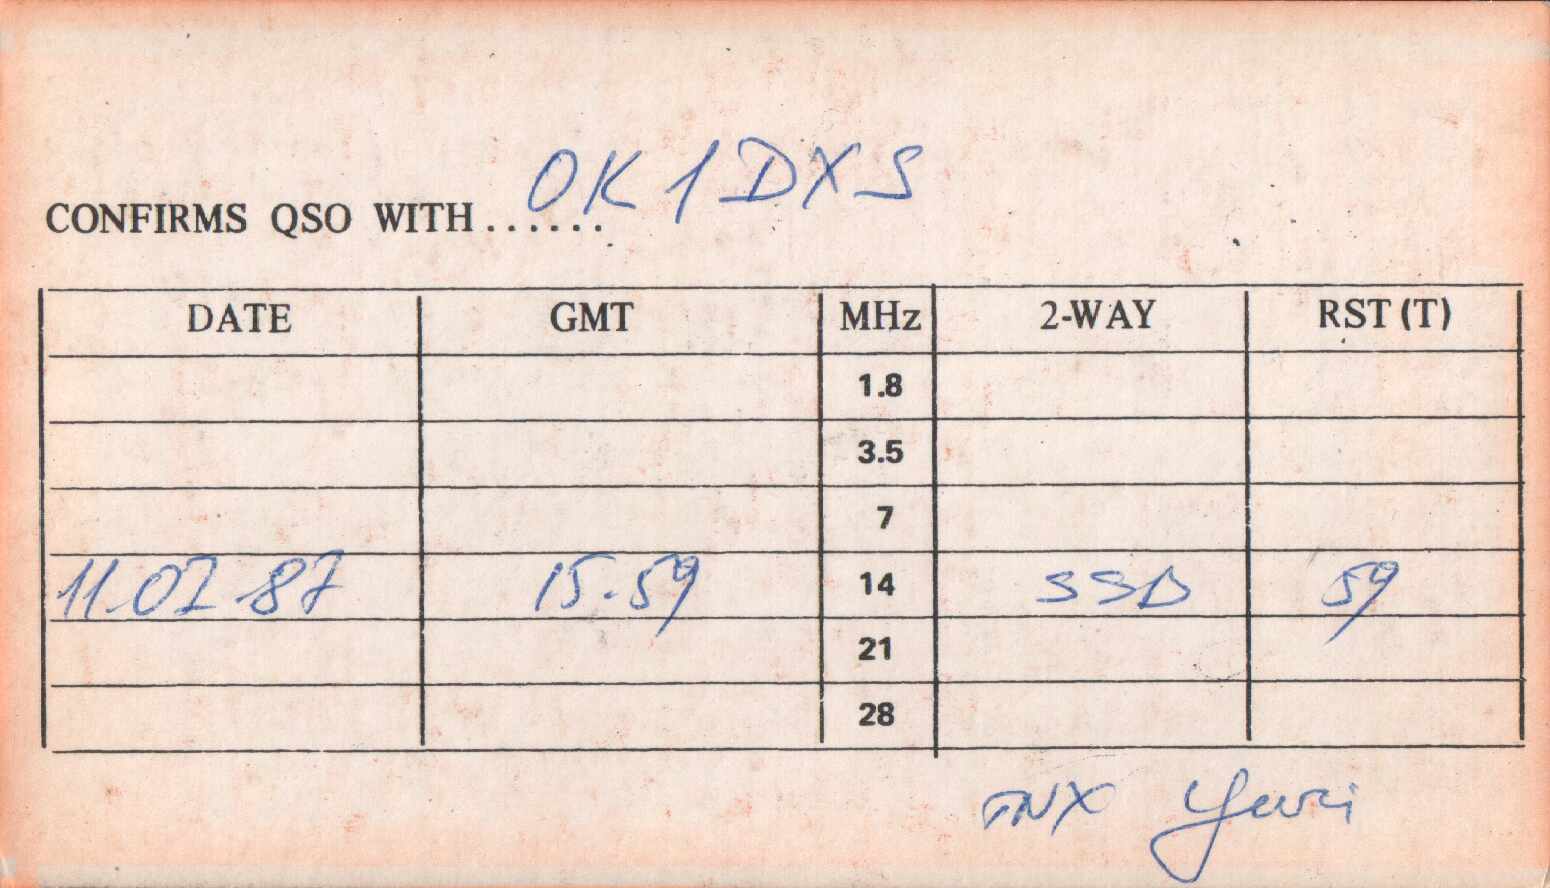 CONFIRMS QSO WITH...... OK1DXS
DATE GMT MHz 2-WAY RST(T)
1.8
3.5
7
11.07.87 15.59 14 SSB 59
21
28
TNX Yuri